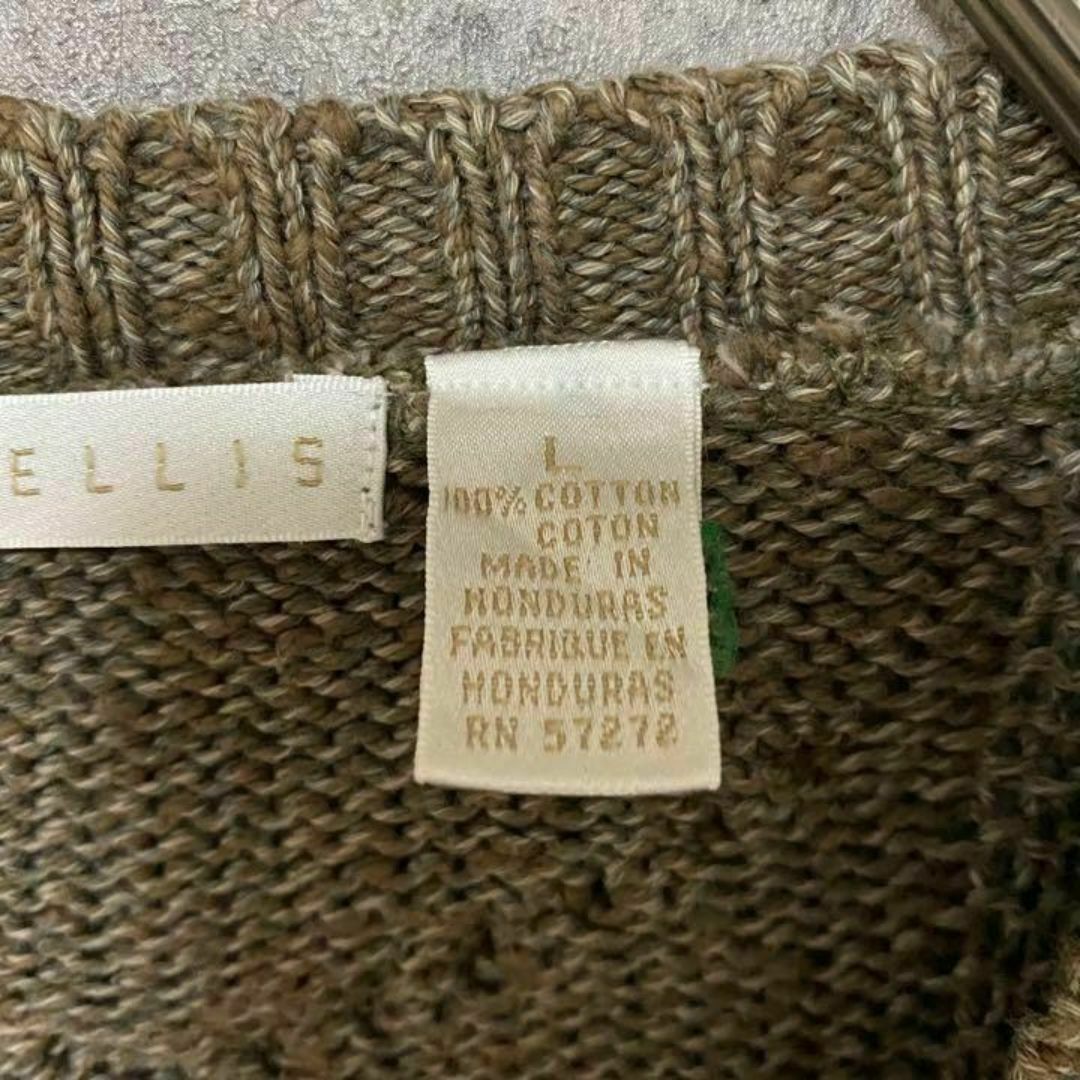 ELLIS
L
100% COTTON
COTON
MADE IN
HONDURAS
FABRIQUE EN
HONDURAS
RN 57272